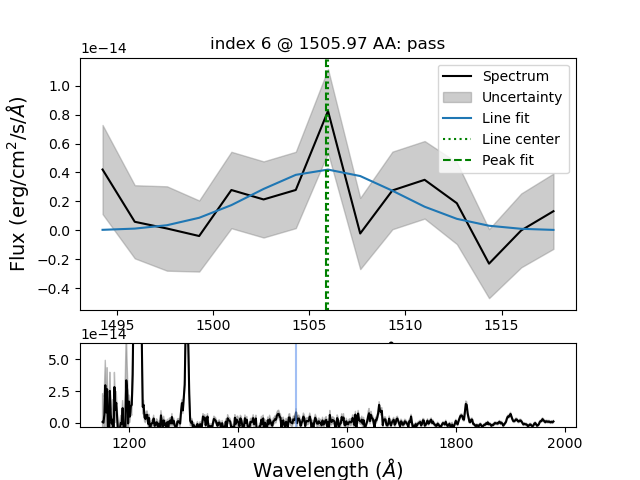 index 6 @ 1505.97 AA: pass
1e−14
Flux (erg/cm²/s/Å)
1.0
0.8
0.6
0.4
0.2
0.0
−0.2
−0.4
Spectrum
Uncertainty
Line fit
Line center
Peak fit
1495 1500 1505 1510 1515
1e−14
5.0
2.5
0.0
1200 1400 1600 1800 2000
Wavelength (Å)